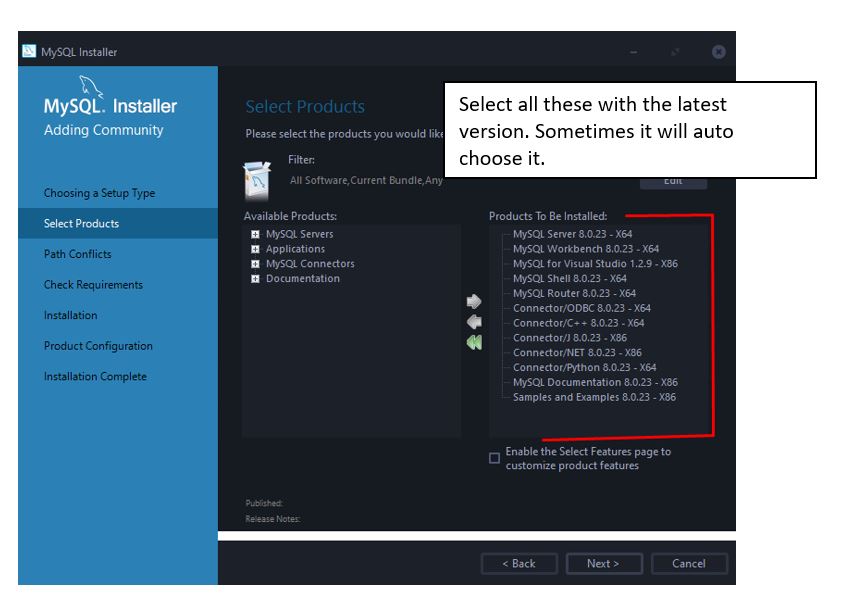 MySQL Installer
MySQL. Installer
Adding Community
Choosing a Setup Type
Select Products
Path Conflicts
Check Requirements
Installation
Product Configuration
Installation Complete
Select Products
Please select the products you would like
Select all these with the latest
version. Sometimes it will auto
choose it.
Filter:
All Software,Current Bundle,Any
Edit
Available Products:
MySQL Servers
Applications
MySQL Connectors
Documentation
Products To Be Installed:
MySQL Server 8.0.23 - X64
MySQL Workbench 8.0.23 - X64
MySQL for Visual Studio 1.2.9 - X86
MySQL Shell 8.0.23 - X64
MySQL Router 8.0.23 - X64
Connector/ODBC 8.0.23 - X64
Connector/C++ 8.0.23 - X64
Connector/J 8.0.23 - X86
Connector/NET 8.0.23 - X86
Connector/Python 8.0.23 - X64
MySQL Documentation 8.0.23 - X86
Samples and Examples 8.0.23 - X86
Enable the Select Features page to
customize product features
Published:
Release Notes:
< Back
Next >
Cancel